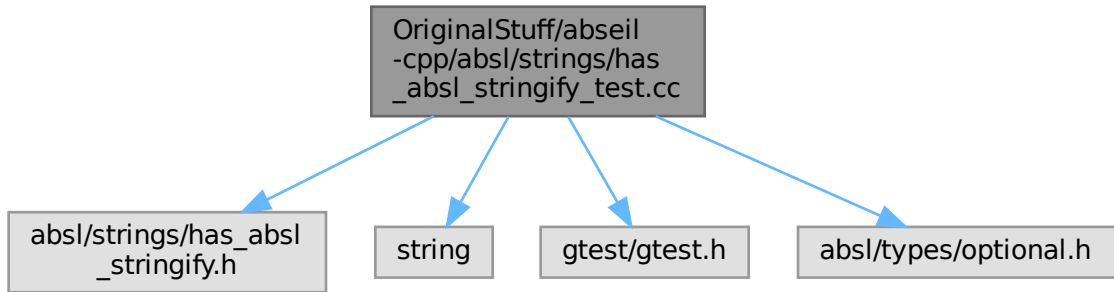 OriginalStuff/abseil
-cpp/absl/strings/has
_absl_stringify_test.cc
absl/strings/has_absl
_stringify.h
string
gtest/gtest.h
absl/types/optional.h